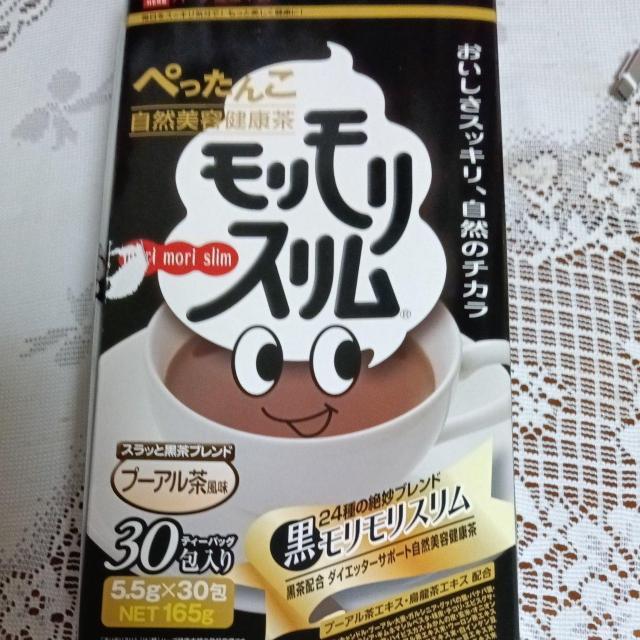 ぺったんこ
自然美容健康茶
モリモリ
スリム®
mori slim
おいしさスッキリ、自然のチカラ
スラッと黒茶ブレンド
プーアル茶風味
30ティーバッグ包入り
5.5g×30包
NET 165g
24種の絶妙ブレンド
黒モリモリスリム
黒茶配合 ダイエッターサポート自然美容健康茶
プーアル茶エキス・烏龍茶エキス 配合